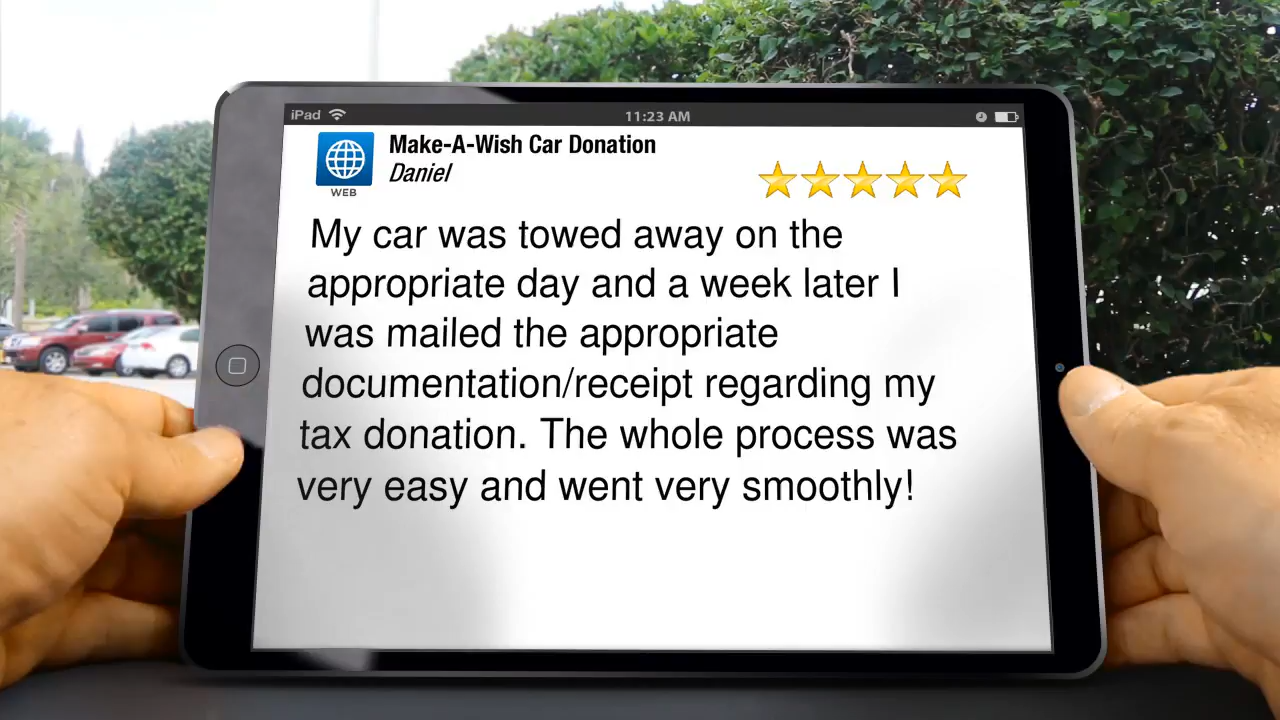 iPad
11:23 AM
Make-A-Wish Car Donation
Daniel
WEB
My car was towed away on the
appropriate day and a week later I
was mailed the appropriate
documentation/receipt regarding my
tax donation. The whole process was
very easy and went very smoothly!